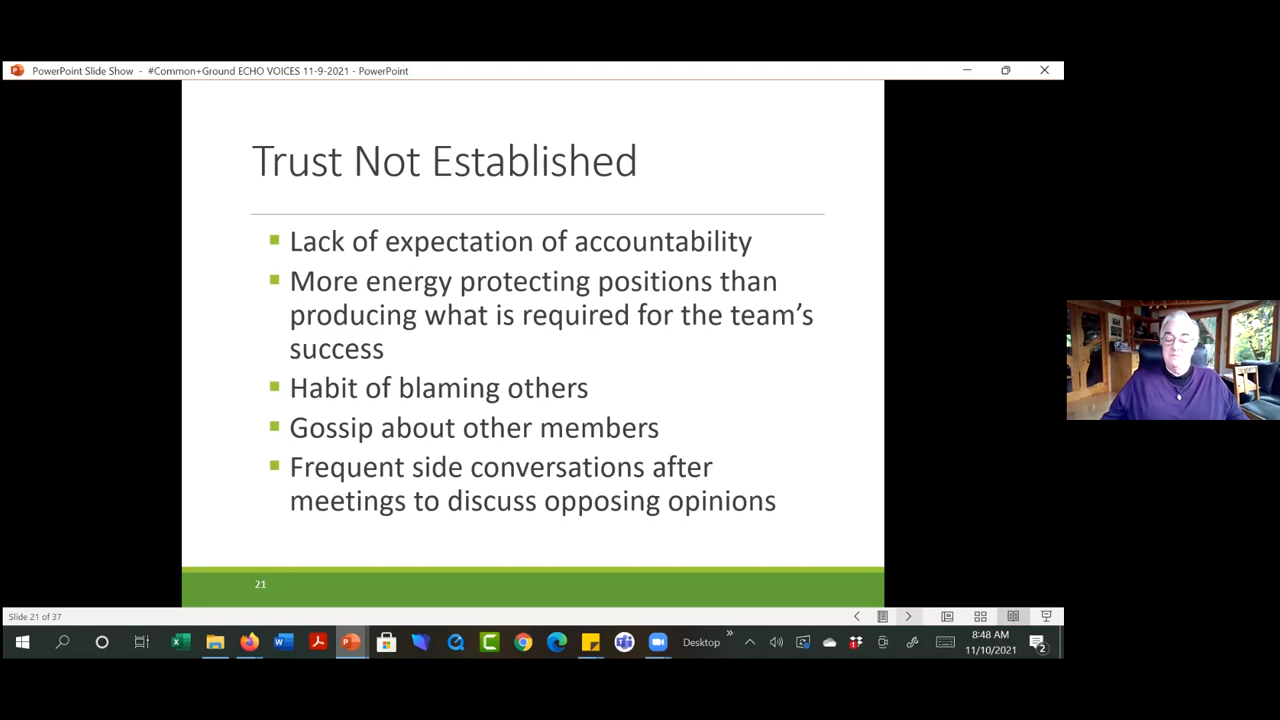 PowerPoint Slide Show - #Common+Ground ECHO VOICES 11-9-2021 - PowerPoint
Trust Not Established
Lack of expectation of accountability
More energy protecting positions than
producing what is required for the team's
success
Habit of blaming others
Gossip about other members
Frequent side conversations after
meetings to discuss opposing opinions
21
Slide 21 of 37
Desktop
8:48 AM
11/10/2021
2